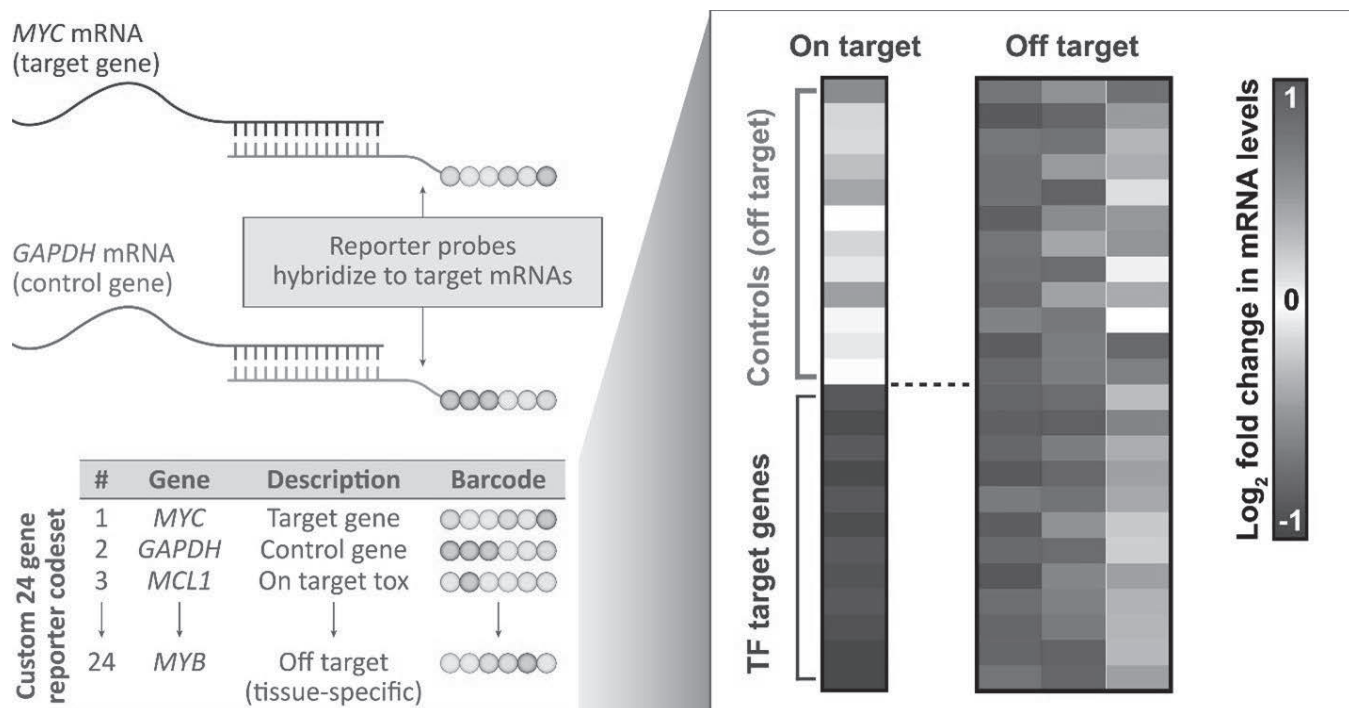 MYC mRNA
(target gene)
GAPDH mRNA
(control gene)
Reporter probes
hybridize to target mRNAs
Custom 24 gene
reporter codeset
# Gene Description Barcode
1 MYC Target gene
2 GAPDH Control gene
3 MCL1 On target tox
24 MYB Off target
(tissue-specific)
On target
Off target
Controls (off target)
TF target genes
1
0
-1
Log₂ fold change in mRNA levels